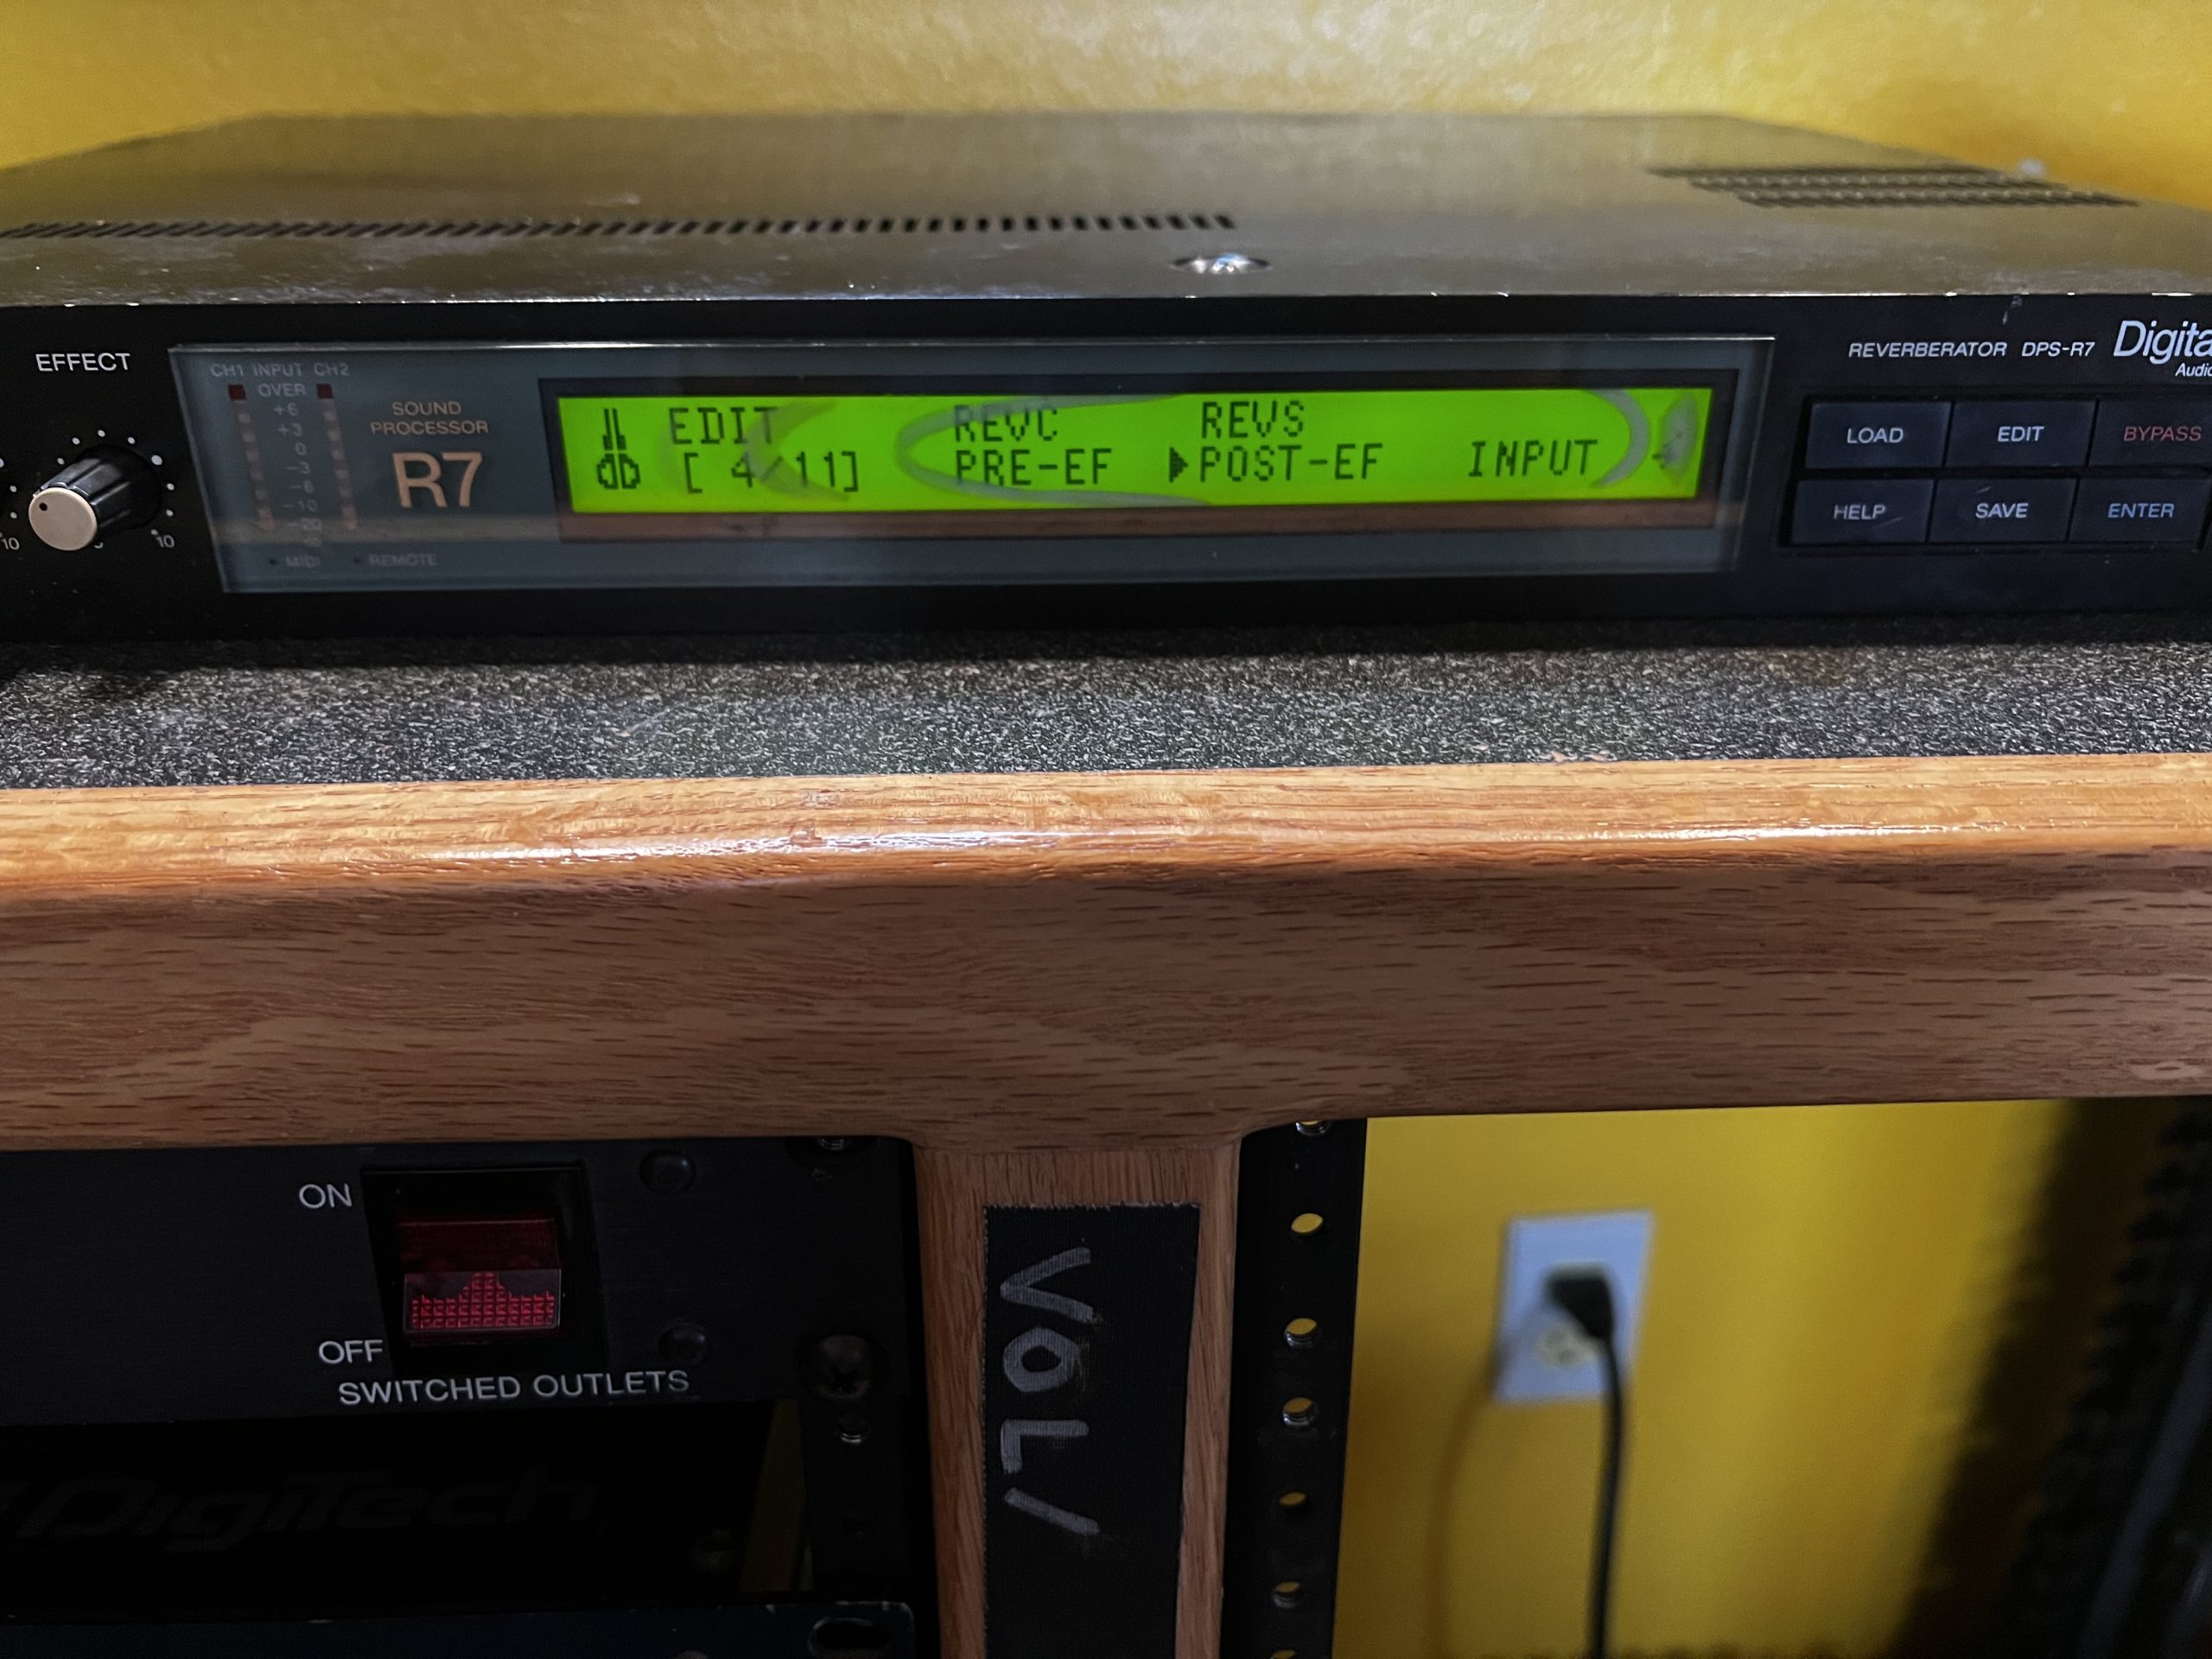 EFFECT
10
10
CH1 INPUT CH2
OVER
+6
+3
0
-3
-6
-10
-20
MIDI
REMOTE
SOUND
PROCESSOR
R7
EDIT REVC REVS
[ 4/11] PRE-EF ▶POST-EF INPUT
REVERBERATOR DPS-R7
LOAD EDIT BYPASS
HELP SAVE ENTER
ON
OFF
SWITCHED OUTLETS
DigiTech
VOL/